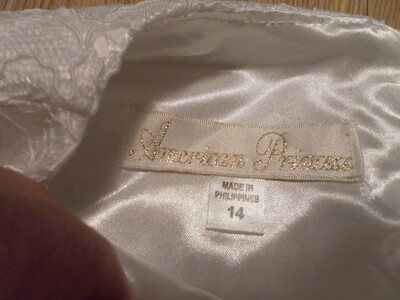 American Princess
MADE IN
PHILIPPINES
14